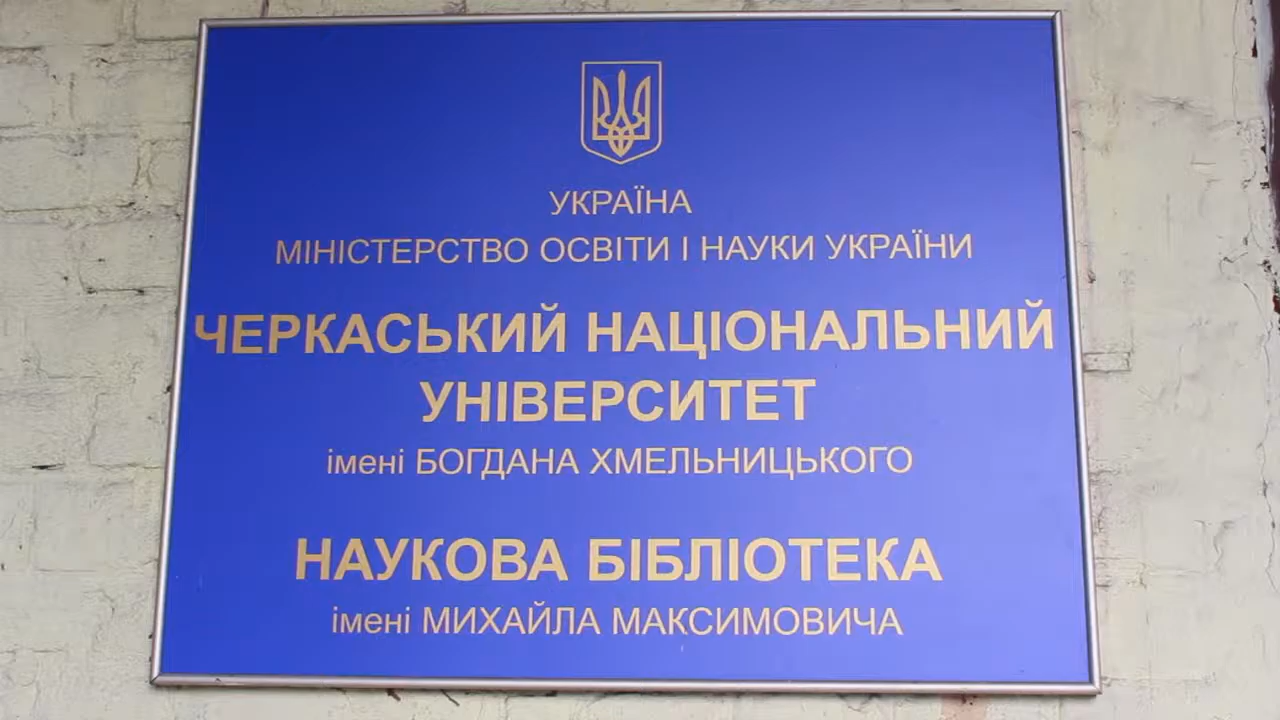 УКРАЇНА
МІНІСТЕРСТВО ОСВІТИ І НАУКИ УКРАЇНИ
ЧЕРКАСЬКИЙ НАЦІОНАЛЬНИЙ
УНІВЕРСИТЕТ
імені БОГДАНА ХМЕЛЬНИЦЬКОГО
НАУКОВА БІБЛІОТЕКА
імені МИХАЙЛА МАКСИМОВИЧА